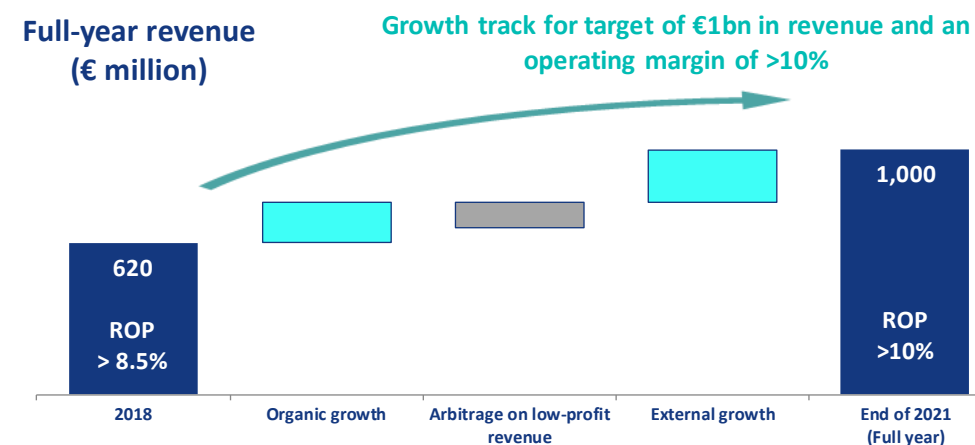 Full-year revenue
(€ million)
Growth track for target of €1bn in revenue and an
operating margin of >10%
620
ROP
> 8.5%
1,000
ROP
>10%
2018
Organic growth
Arbitrage on low-profit
revenue
External growth
End of 2021
(Full year)